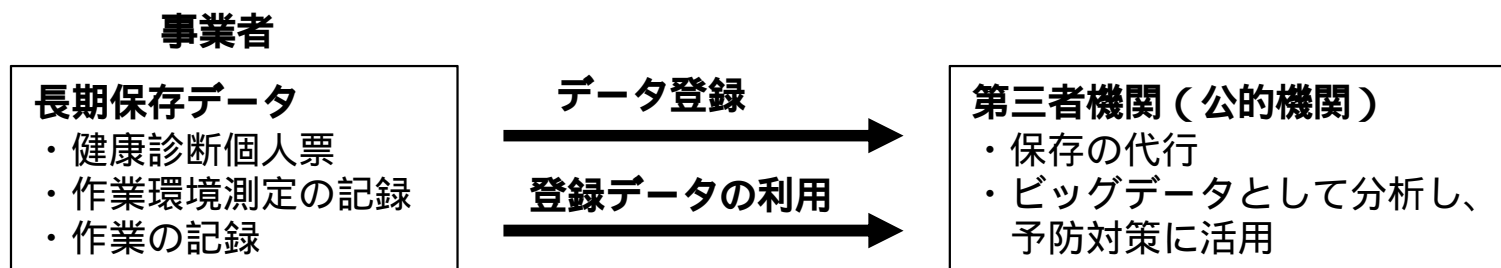 事業者
長期保存データ
・健康診断個人票
・作業環境測定の記録
・作業の記録
データ登録
登録データの利用
第三者機関（公的機関）
・保存の代行
・ビッグデータとして分析し、
予防対策に活用